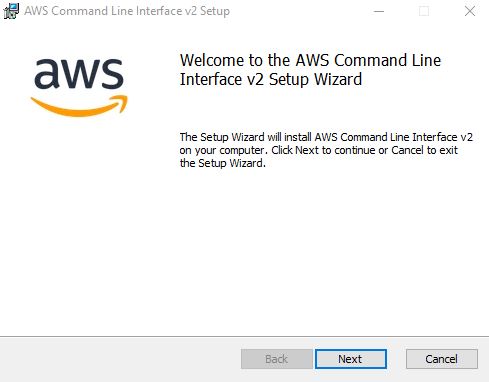 AWS Command Line Interface v2 Setup
aws
Welcome to the AWS Command Line
Interface v2 Setup Wizard
The Setup Wizard will install AWS Command Line Interface v2
on your computer. Click Next to continue or Cancel to exit
the Setup Wizard.
Back
Next
Cancel